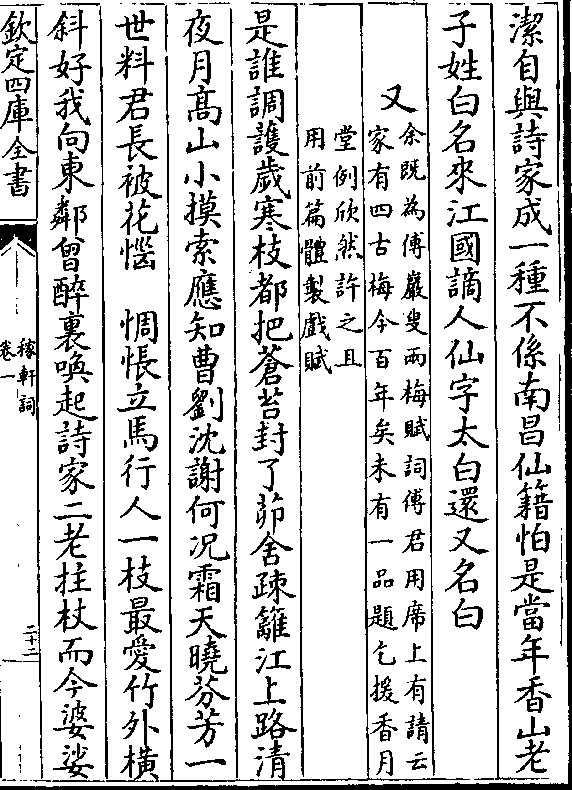 潔自與詩家成一種不係南昌仙籍怕是當年香山老
子姓白名來江國謫人仙字太白還又名白
又
余既為傅巖叟兩梅賦詞傅君用席上有請云
家有四古梅今百年矣未有一品題乞援香月
堂例欣然許之且
用前篇體製戲賦
是誰調護歲寒枝都把蒼苔封了茆舍疎籬江上路清
夜月髙山小摸索應知曹劉沈謝何况霜天曉芬芳一
世料君長被花惱　惆悵立馬行人一枝最愛竹外横
斜好我向東鄰曾醉裏喚起詩家二老拄杖而今婆娑
欽定四庫全書
稼軒詞
卷一
二十二